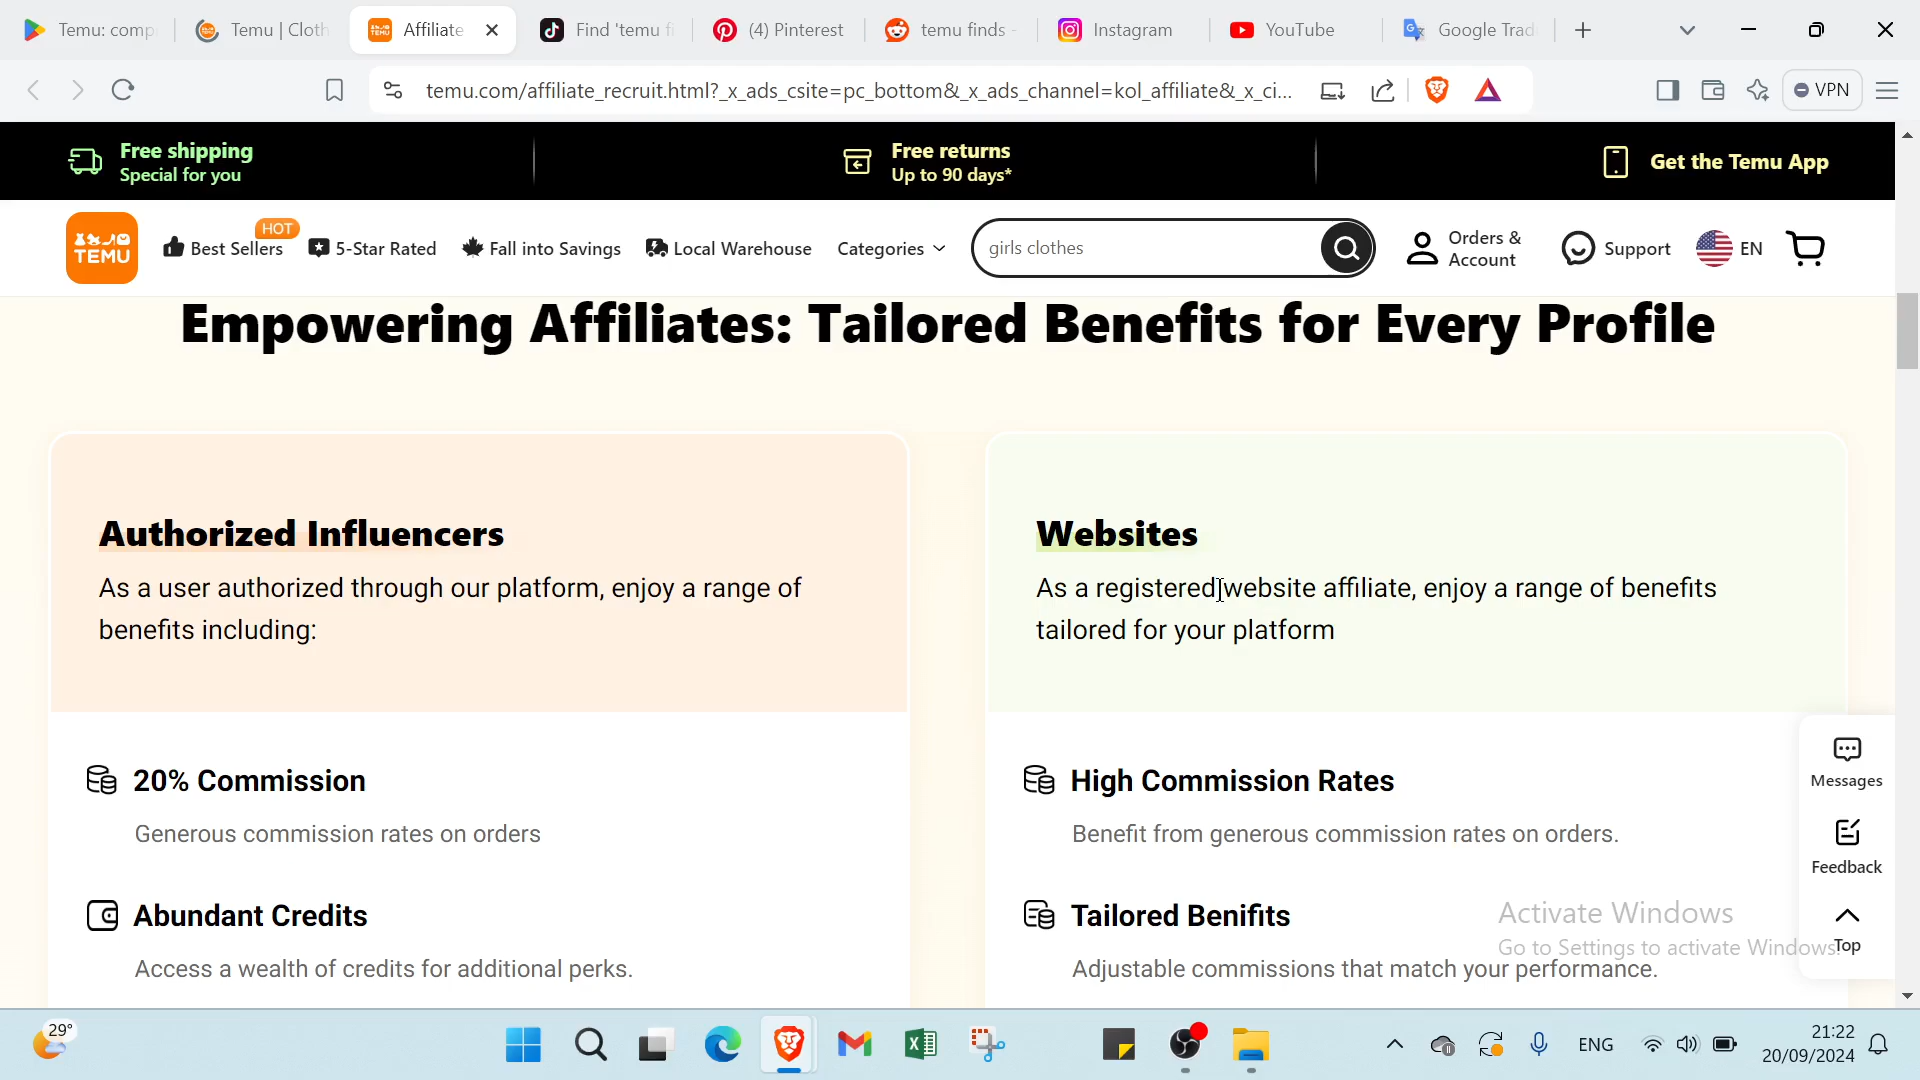 Temu: comp
Temu | Cloth
Affiliate
Find 'temu fi
(4) Pinterest
temu finds -
Instagram
YouTube
Google Trad
temu.com/affiliate_recruit.html?_x_ads_csite=pc_bottom&_x_ads_channel=kol_affiliate&_x_ci...
VPN
Free shipping
Special for you
Free returns
Up to 90 days*
Get the Temu App
TEMU
HOT
Best Sellers
5-Star Rated
Fall into Savings
Local Warehouse
Categories
girls clothes
Orders &
Account
Support
EN
Empowering Affiliates: Tailored Benefits for Every Profile
Authorized Influencers
As a user authorized through our platform, enjoy a range of
benefits including:
20% Commission
Generous commission rates on orders
Abundant Credits
Access a wealth of credits for additional perks.
Websites
As a registered website affiliate, enjoy a range of benefits
tailored for your platform
High Commission Rates
Benefit from generous commission rates on orders.
Tailored Benifits
Adjustable commissions that match your performance.
Messages
Feedback
Top
Activate Windows
Go to Settings to activate Windows.
29°
ENG
21:22
20/09/2024